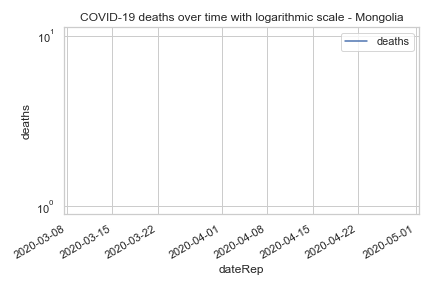 COVID-19 deaths over time with logarithmic scale - Mongolia
deaths
10¹
10⁰
deaths
2020-03-08
2020-03-15
2020-03-22
2020-04-01
2020-04-08
2020-04-15
2020-04-22
2020-05-01
dateRep